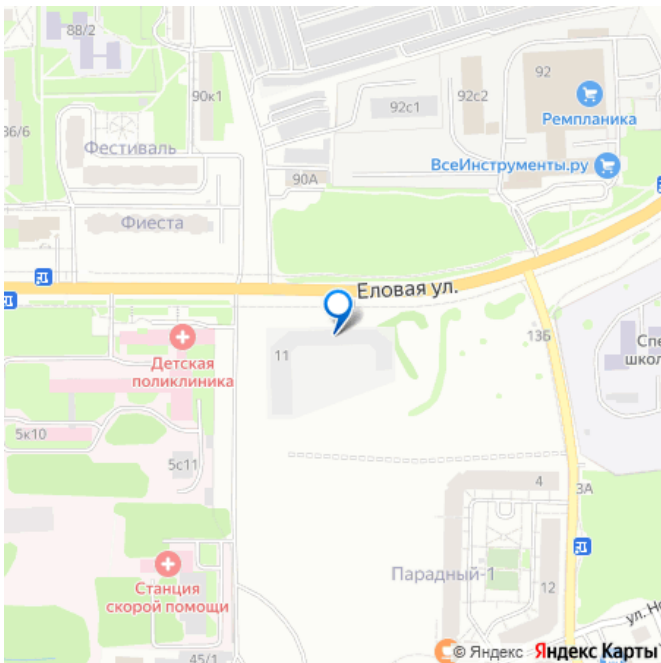 88/2
92
90к1
92с1
92с2
Ремпланика
36/6
Фестиваль
ВсеИнструменты.ру
90А
Фиеста
Еловая ул.
13Б
Детская
поликлиника
11
5к10
5с11
4
3А
Парадный-1
12
Станция
скорой помощи
45/1
© Яндекс Яндекс Карты